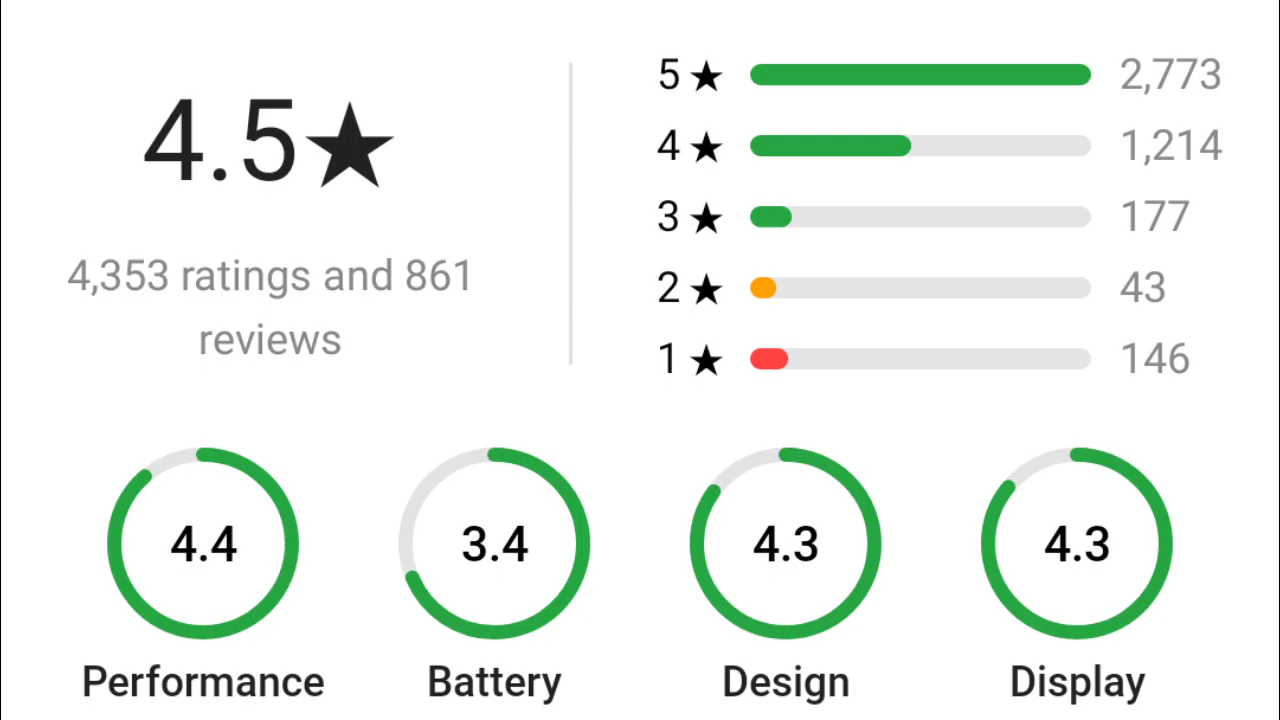 4.5★
4,353 ratings and 861
reviews
5★ 2,773
4★ 1,214
3★ 177
2★ 43
1★ 146
4.4 3.4 4.3 4.3
Performance Battery Design Display